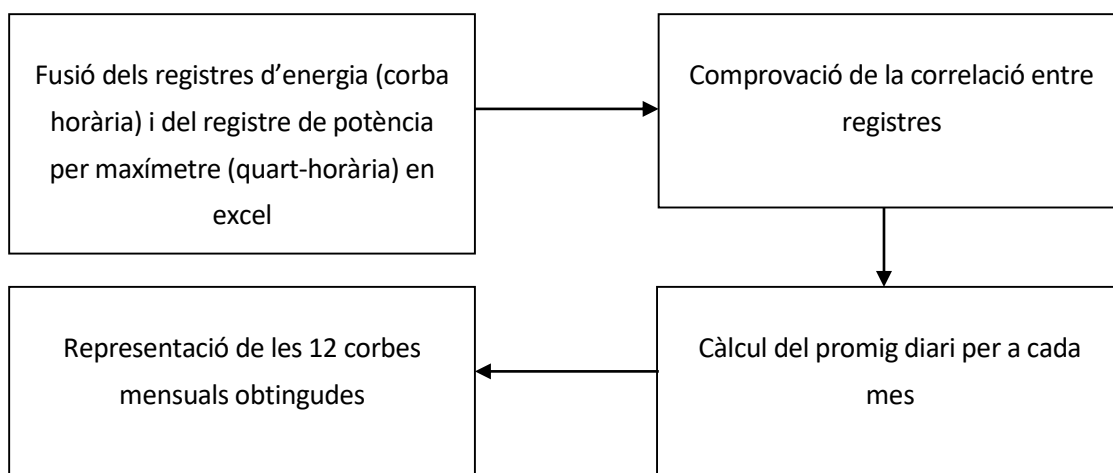 Fusió dels registres d’energia (corba
horària) i del registre de potència
per maxímetre (quart-horària) en
excel
Comprovació de la correlació entre
registres
Càlcul del promig diari per a cada
mes
Representació de les 12 corbes
mensuals obtingudes